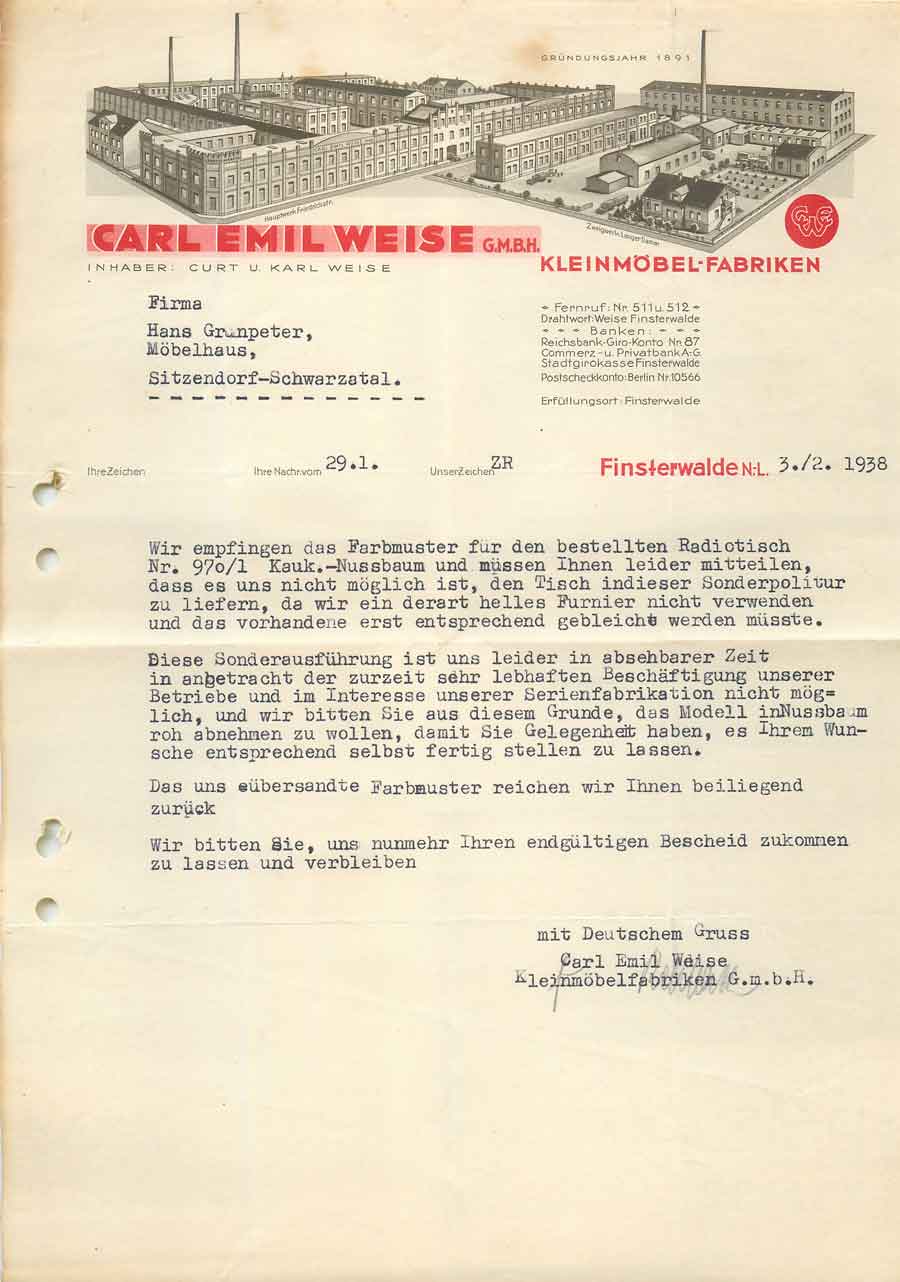 GRÜNDUNGSJAHR 1891
Hauptwerk Friedrichstr.
Zweigwerk Langer Damm
CWE
CARL EMIL WEISE G.M.B.H.
INHABER: CURT U. KARL WEISE
KLEINMÖBEL-FABRIKEN
Firma
Hans Grunpeter,
Möbelhaus,
Sitzendorf-Schwarzatal.
Fernruf: Nr. 511 u. 512
Drahtwort: Weise Finsterwalde
Banken:
Reichsbank-Giro-Konto Nr. 87
Commerz- u. Privatbank A-G
Stadtgirokasse Finsterwalde
Postscheckkonto: Berlin Nr. 10566
Erfüllungsort: Finsterwalde
Ihre Zeichen Ihre Nachr. vom 29.1. Unser Zeichen ZR Finsterwalde N.-L. 3./2. 1938
Wir empfingen das Farbmuster für den bestellten Radiotisch
Nr. 970/1 Kauk.-Nussbaum und müssen Ihnen leider mitteilen,
dass es uns nicht möglich ist, den Tisch indieser Sonderpolitur
zu liefern, da wir ein derart helles Furnier nicht verwenden
und das vorhandene erst entsprechend gebleicht werden müsste.
Diese Sonderausführung ist uns leider in absehbarer Zeit
in anbetracht der zurzeit sehr lebhaften Beschäftigung unserer
Betriebe und im Interesse unserer Serienfabrikation nicht mög=
lich, und wir bitten Sie aus diesem Grunde, das Modell inNussbaum
roh abnehmen zu wollen, damit Sie Gelegenheit haben, es Ihrem Wun-
sche entsprechend selbst fertig stellen zu lassen.
Das uns eübersandte Farbmuster reichen wir Ihnen beiliegend
zurück
Wir bitten Sie, uns nunmehr Ihren endgültigen Bescheid zukommen
zu lassen und verbleiben
mit Deutschem Gruss
Carl Emil Weise
Kleinmöbelfabriken G.m.b.H.